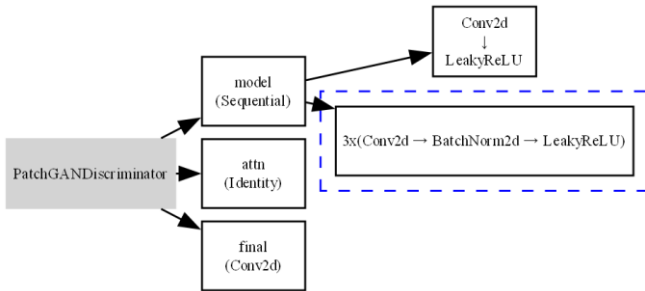 Conv2d
↓
LeakyReLU
model
(Sequential)
3x(Conv2d → BatchNorm2d → LeakyReLU)
PatchGANDiscriminator
attn
(Identity)
final
(Conv2d)